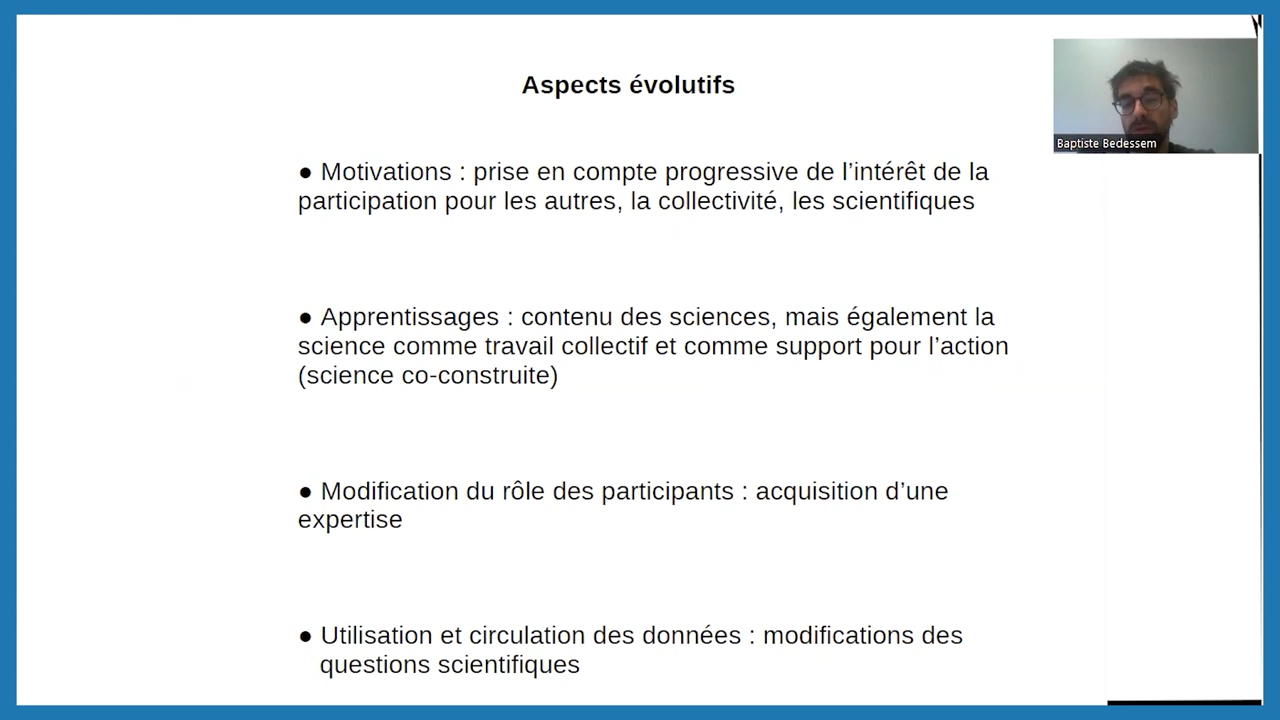 Aspects évolutifs
Baptiste Bedessem
● Motivations : prise en compte progressive de l’intérêt de la
participation pour les autres, la collectivité, les scientifiques
● Apprentissages : contenu des sciences, mais également la
science comme travail collectif et comme support pour l’action
(science co-construite)
● Modification du rôle des participants : acquisition d’une
expertise
● Utilisation et circulation des données : modifications des
questions scientifiques